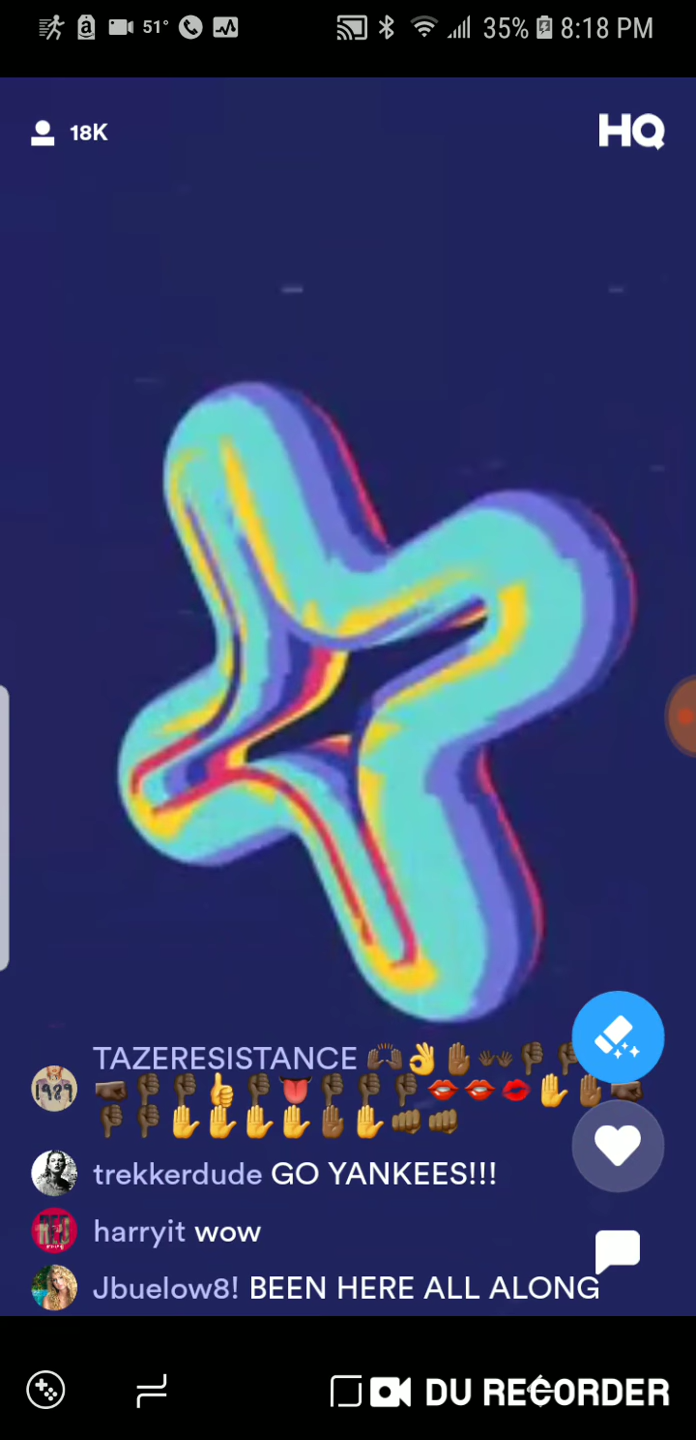 51° 35% 8:18 PM
18K HQ
TAZERESISTANCE 🙌🏿👌✋🏾👐🏿👎🏿👎🏿
👎🏿👎🏿👍👎🏿👅👎🏿👎🏿👎🏿👄👄💋✋✋🏾
👎🏿👎🏿✋✋✋✋✋🏾✋👊🏾👊🏾
trekkerdude GO YANKEES!!!
harryit wow
Jbuelow8! BEEN HERE ALL ALONG
DU RECORDER